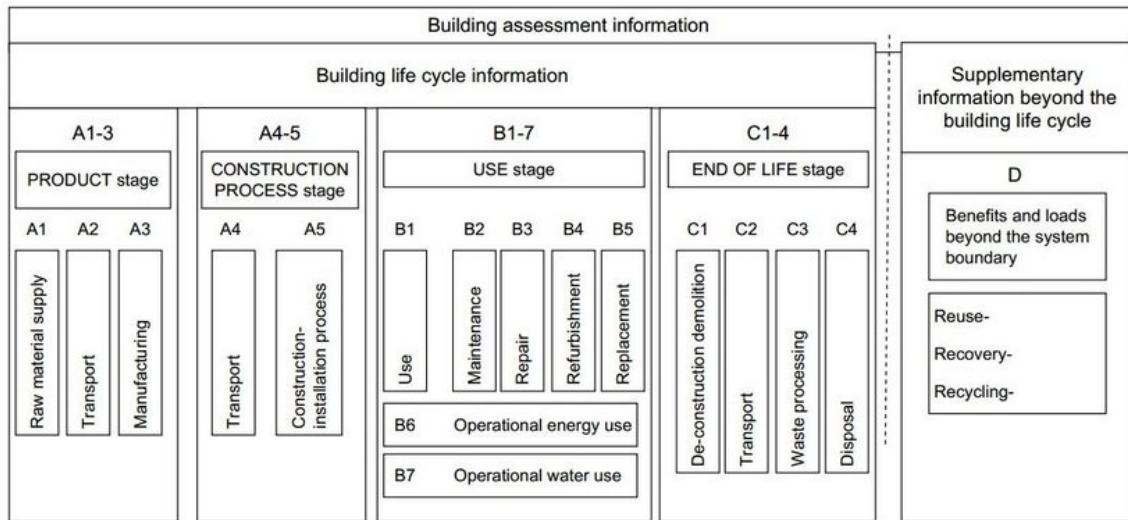 Building assessment information
Building life cycle information
Supplementary
information beyond the
building life cycle
A1-3
PRODUCT stage
A1
A2
A3
Raw material supply
Transport
Manufacturing
A4-5
CONSTRUCTION
PROCESS stage
A4
A5
Transport
Construction-
installation process
B1-7
USE stage
B1
B2
B3
B4
B5
Use
Maintenance
Repair
Refurbishment
Replacement
B6 Operational energy use
B7 Operational water use
C1-4
END OF LIFE stage
C1
C2
C3
C4
De-construction demolition
Transport
Waste processing
Disposal
D
Benefits and loads
beyond the system
boundary
Reuse-
Recovery-
Recycling-